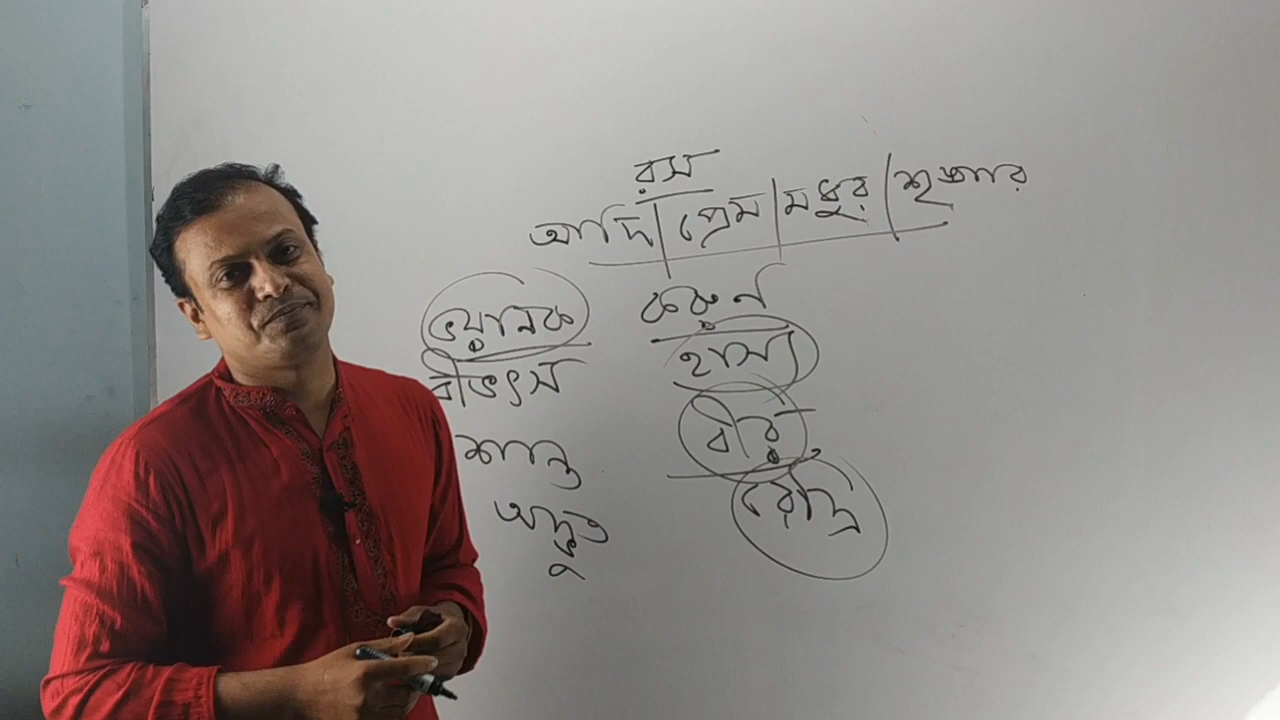 রস
আদি | প্রেম | মধুর | শৃঙ্গার
ভয়ানক
বীভৎস
শান্ত
অদ্ভুত
করুণ
হাস্য
বীর
রৌদ্র